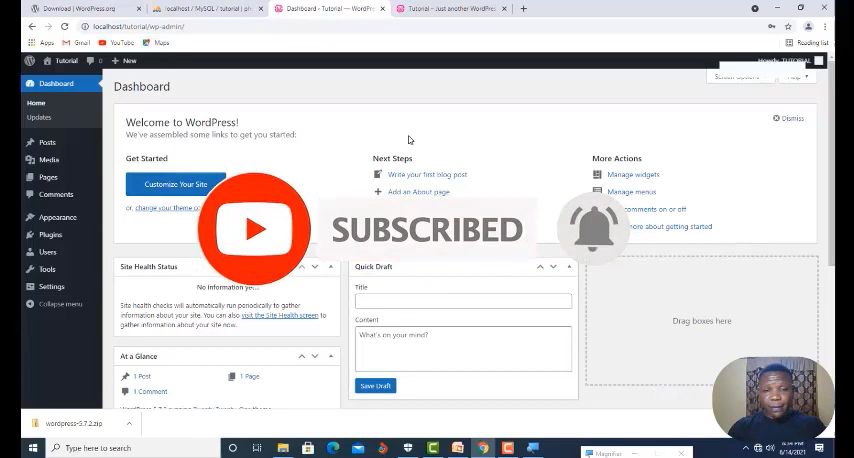 Download | WordPress.org
localhost / MySQL / tutorial | ph
Dashboard ‹ Tutorial — WordPress
Tutorial – Just another WordPress
localhost/tutorial/wp-admin/
Apps Gmail YouTube Maps Reading list
Tutorial 0 New
Howdy, TUTORIAL
Dashboard
Home
Updates
Posts
Media
Pages
Comments
Appearance
Plugins
Users
Tools
Settings
Collapse menu
Dashboard
Screen Options Help
Welcome to WordPress!
We've assembled some links to get you started:
Dismiss
Get Started
Customize Your Site
or, change your theme
Next Steps
Write your first blog post
Add an About page
More Actions
Manage widgets
Manage menus
comments on or off
more about getting started
SUBSCRIBED
Site Health Status
No information
Site health checks will automatically run periodically to gather
information about your site. You can also visit the Site Health screen to
gather information about your site now.
At a Glance
1 Post 1 Page
1 Comment
Quick Draft
Title
Content
What's on your mind?
Save Draft
Drag boxes here
wordpress-5.7.2.zip
Type here to search
6/14/2021
Magnifier